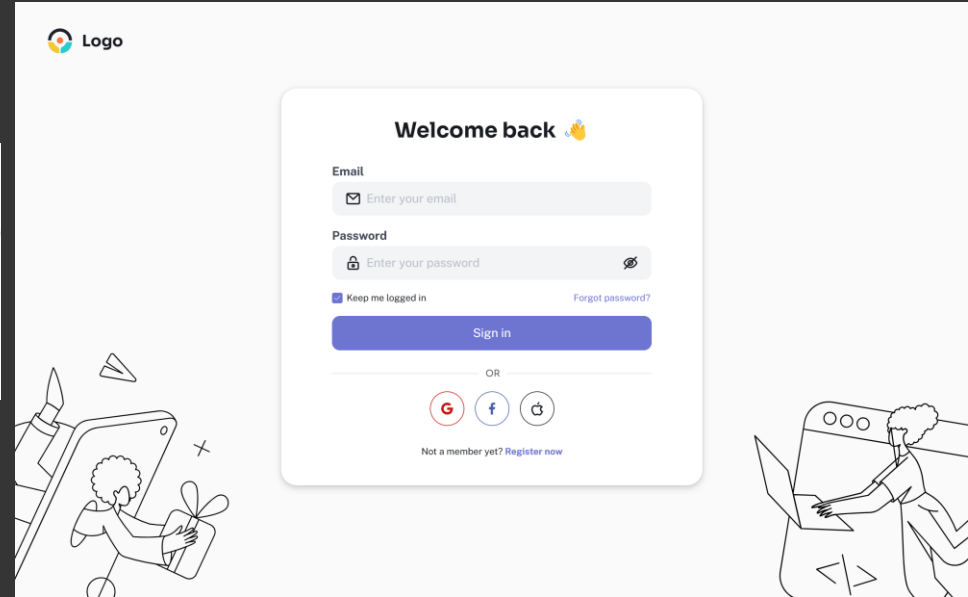 Logo
Welcome back 👋
Email
Enter your email
Password
Enter your password
Keep me logged in Forgot password?
Sign in
OR
G f
Not a member yet? Register now
</>